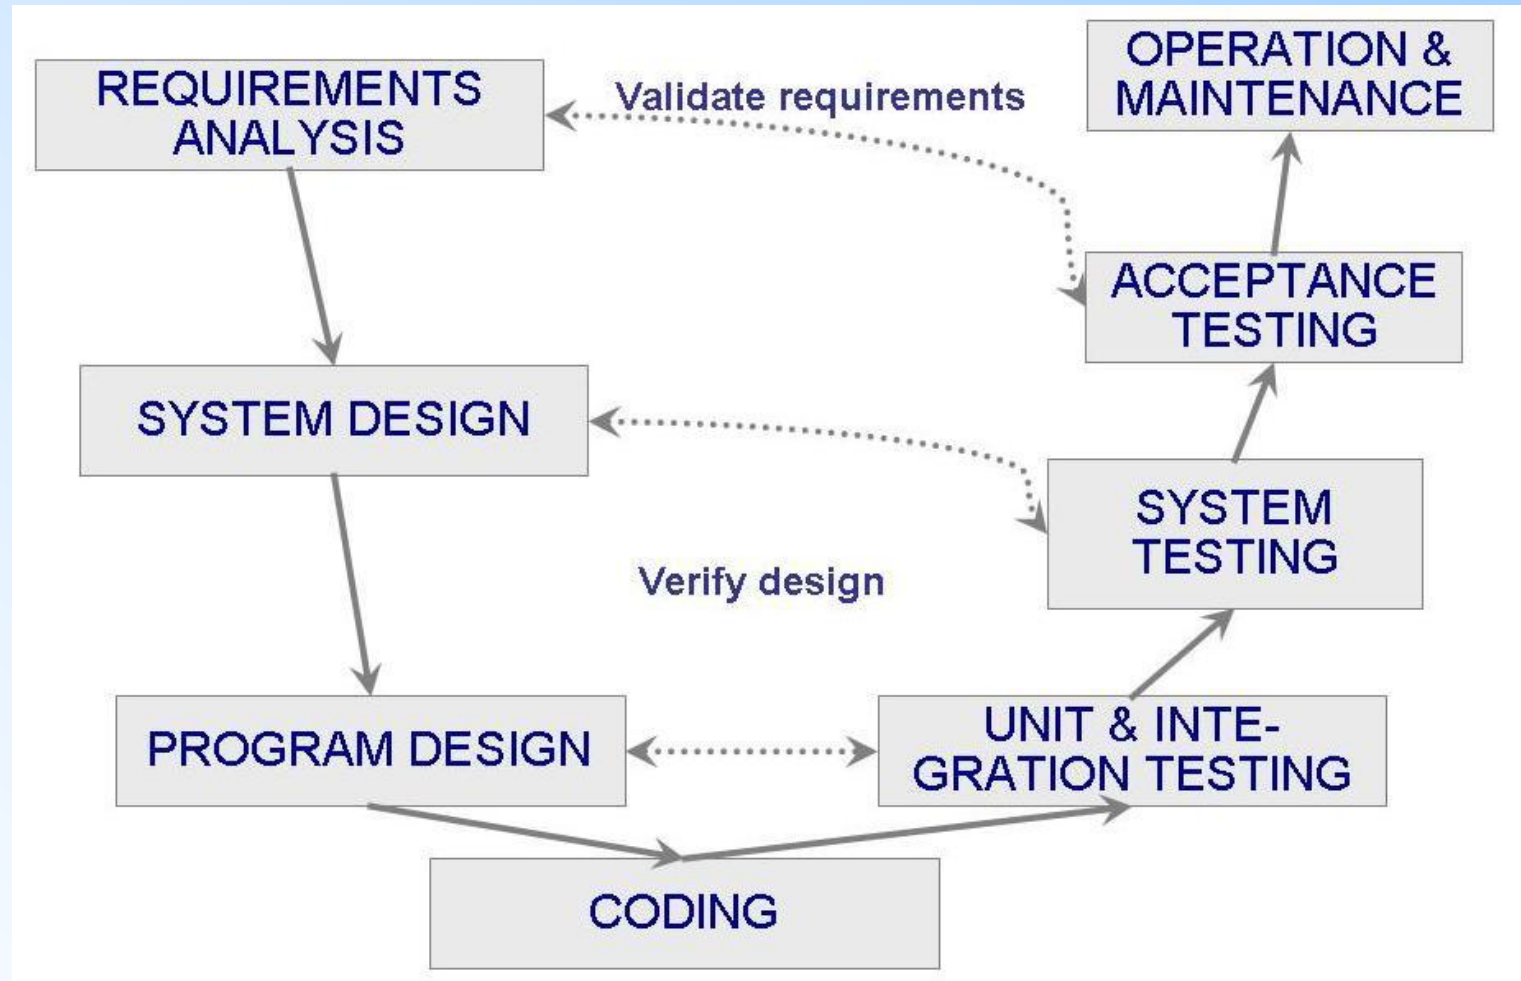 REQUIREMENTS
ANALYSIS
Validate requirements
OPERATION &
MAINTENANCE
ACCEPTANCE
TESTING
SYSTEM DESIGN
SYSTEM
TESTING
Verify design
PROGRAM DESIGN
UNIT & INTE-
GRATION TESTING
CODING